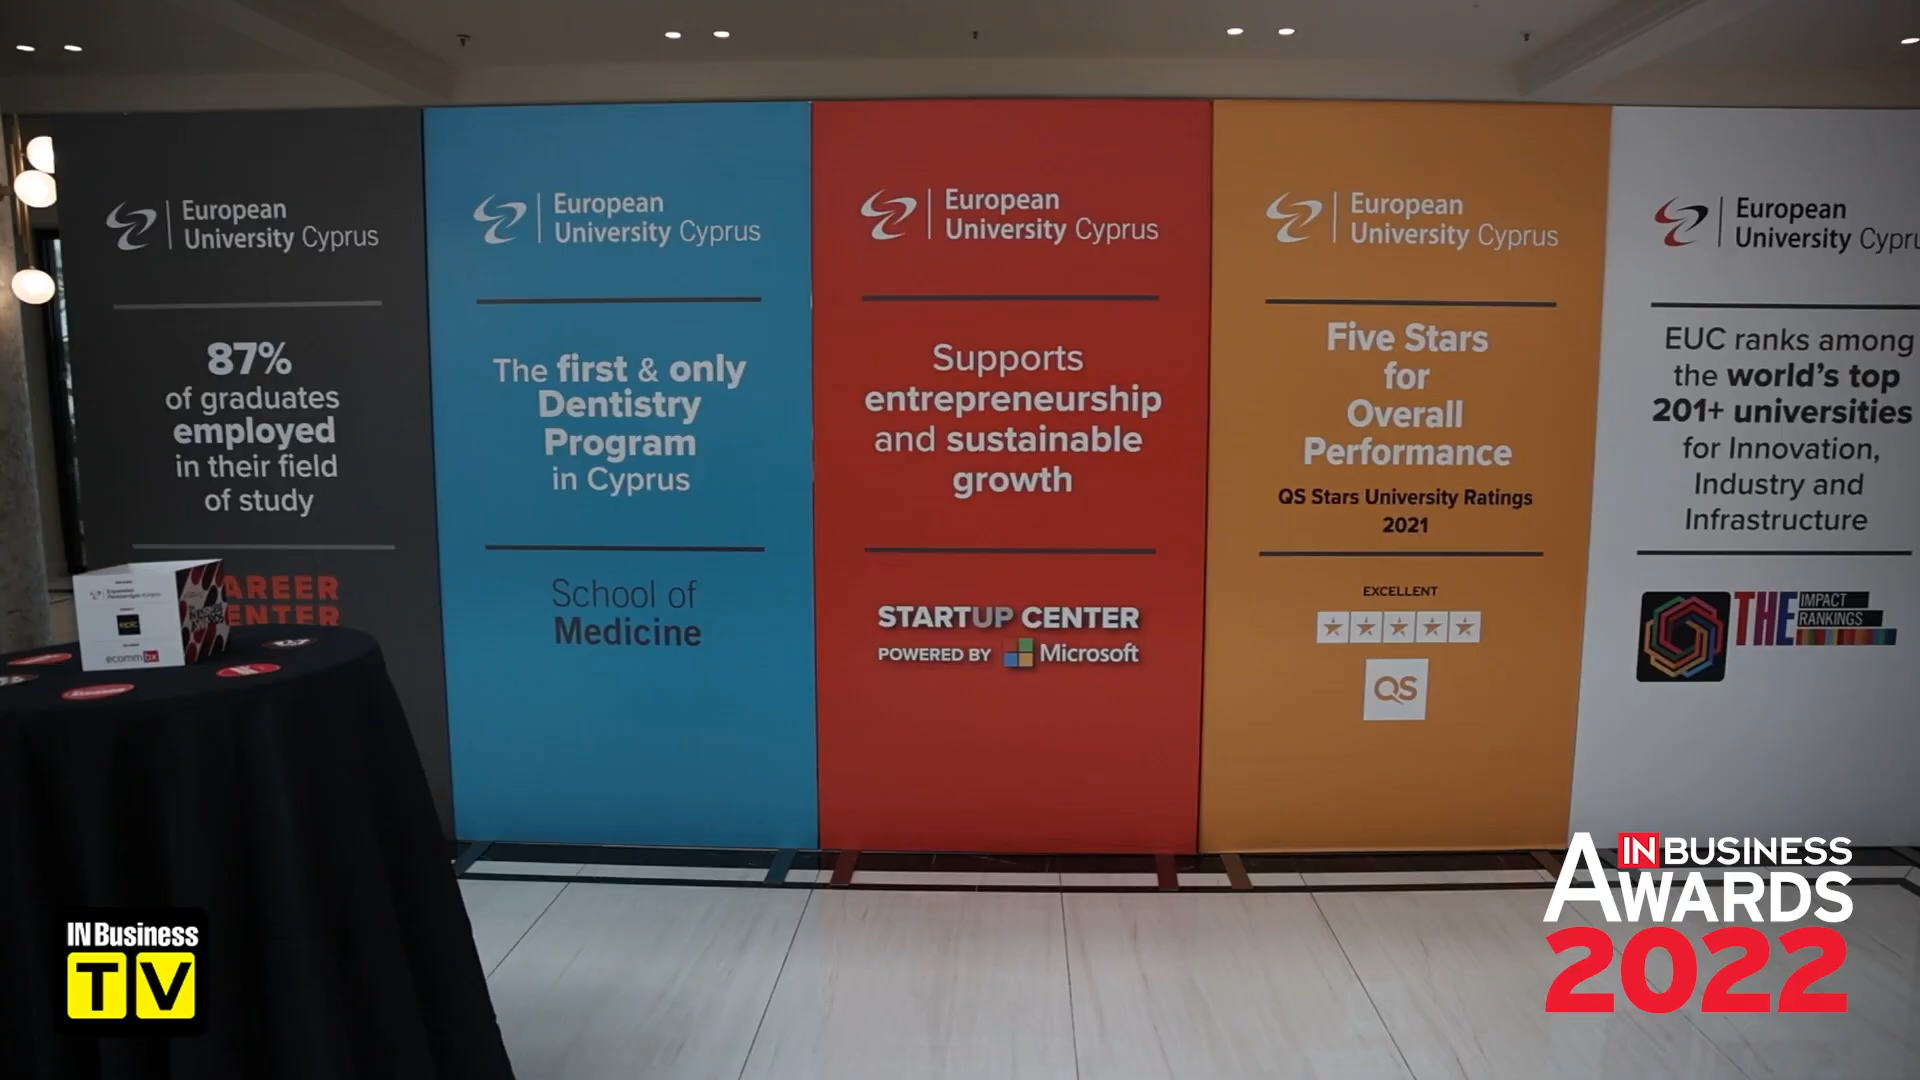 European
University Cyprus
87%
of graduates
employed
in their field
of study
AREER
ENTER
European
University Cyprus
The first & only
Dentistry
Program
in Cyprus
School of
Medicine
European
University Cyprus
Supports
entrepreneurship
and sustainable
growth
STARTUP CENTER
POWERED BY Microsoft
European
University Cyprus
Five Stars
for
Overall
Performance
QS Stars University Ratings
2021
EXCELLENT
QS
European
University Cypru
EUC ranks among
the world's top
201+ universities
for Innovation,
Industry and
Infrastructure
THE IMPACT
RANKINGS
epic
ecommbx
IN Business
TV
IN BUSINESS
AWARDS
2022